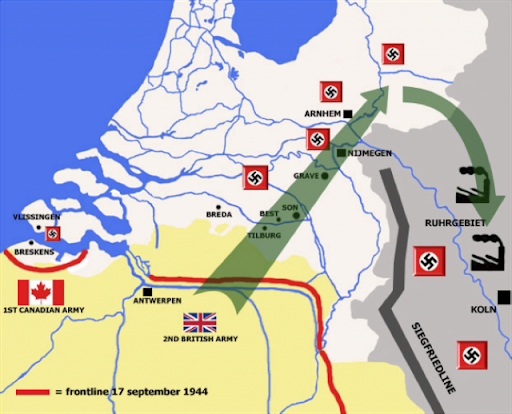 ARNHEM
NIJMEGEN
GRAVE
SON
BREDA
BEST
TILBURG
VLISSINGEN
BRESKENS
RUHRGEBIET
1ST CANADIAN ARMY
ANTWERPEN
KOLN
2ND BRITISH ARMY
SIEGFRIEDLINE
= frontline 17 september 1944